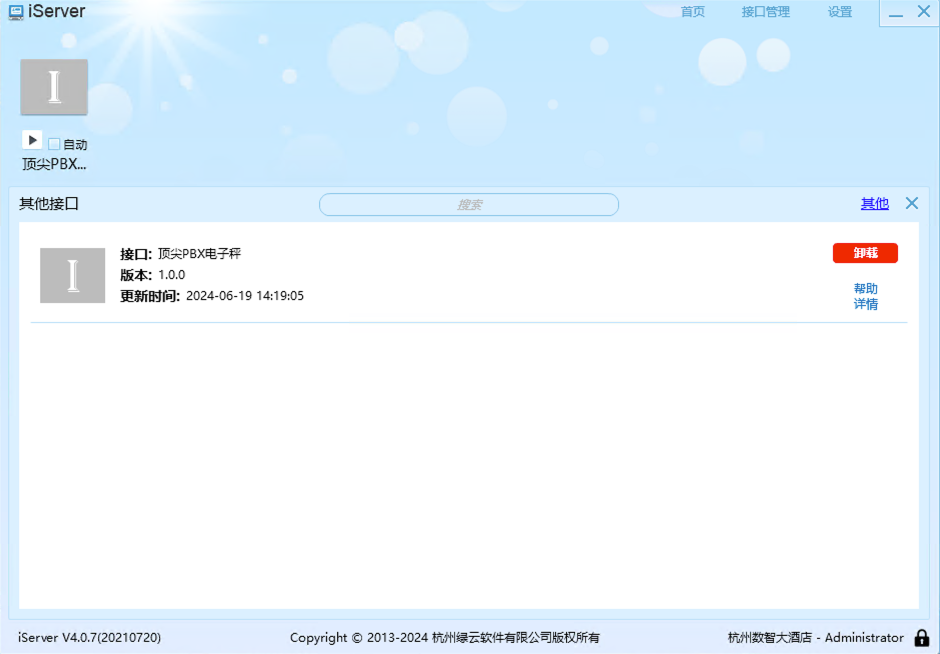 iServer
首页 接口管理 设置
I
自动
顶尖PBX...
其他接口
搜索
其他
I
接口: 顶尖PBX电子秤
卸载
版本: 1.0.0
更新时间: 2024-06-19 14:19:05
帮助
详情
iServer V4.0.7(20210720)
Copyright © 2013-2024 杭州绿云软件有限公司版权所有
杭州数智大酒店 - Administrator